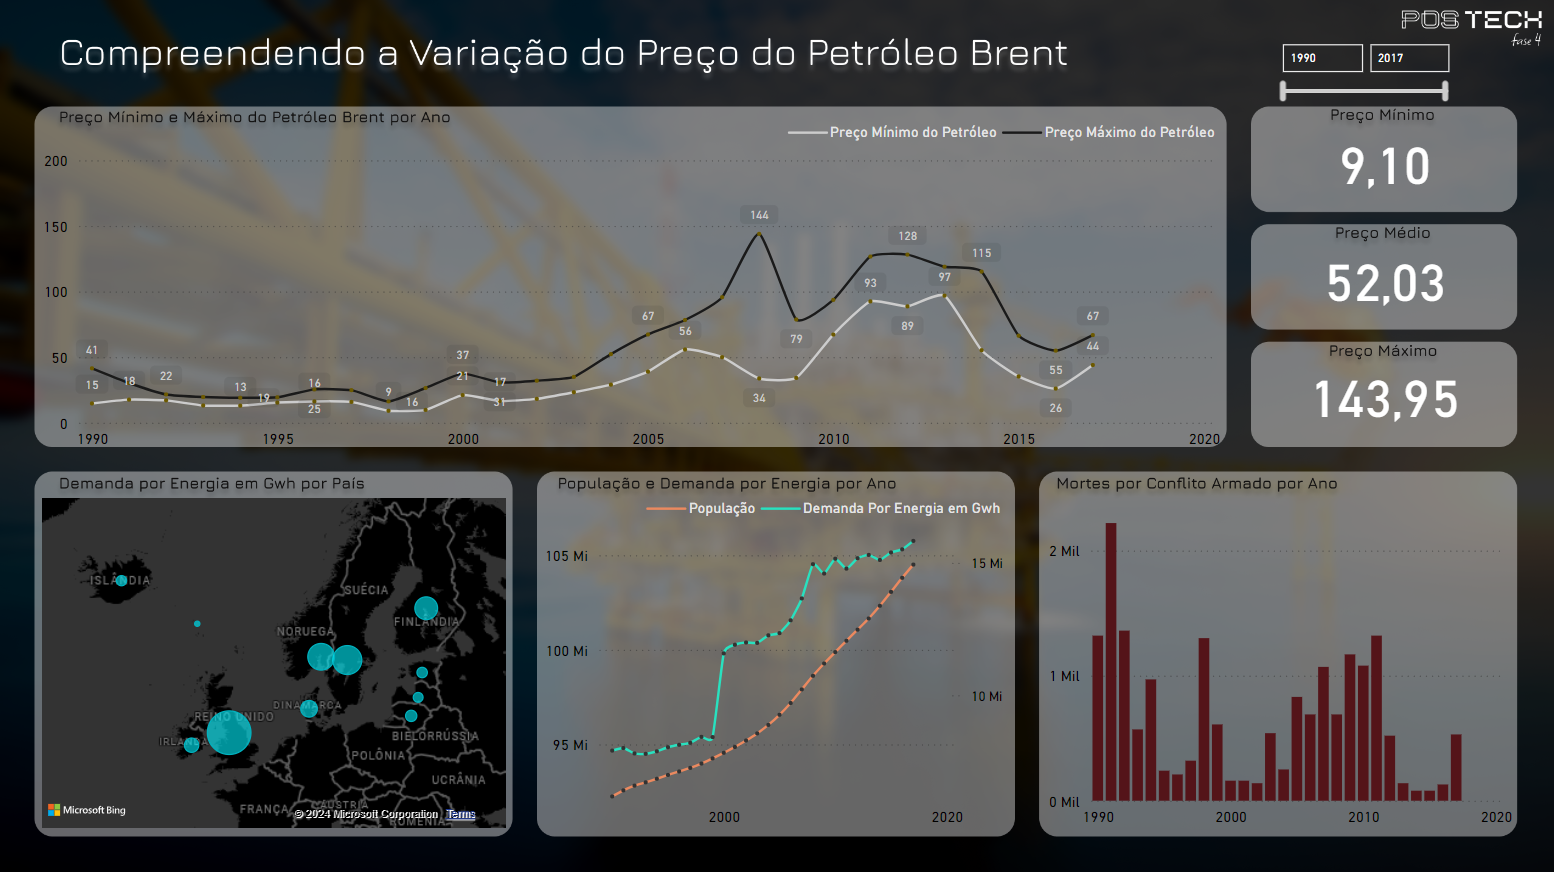 POS TECH
fase 4
Compreendendo a Variação do Preço do Petróleo Brent
1990 2017
Preço Mínimo e Máximo do Petróleo Brent por Ano
Preço Mínimo do Petróleo Preço Máximo do Petróleo
200
150
100
50
0
144
128
115
97
93
89
79
67
56
67
44
55
26
34
41
15
18
22
13
19
16
25
9
16
37
21
17
31
1990 1995 2000 2005 2010 2015 2020
Preço Mínimo
9,10
Preço Médio
52,03
Preço Máximo
143,95
Demanda por Energia em Gwh por País
ISLÂNDIA
SUÉCIA
FINLÂNDIA
NORUEGA
DINAMARCA
REINO UNIDO
IRLANDA
BIELORRÚSSIA
POLÔNIA
UCRÂNIA
FRANÇA
ÁUSTRIA
ROMÊNIA
Microsoft Bing
© 2024 Microsoft Corporation Terms
População e Demanda por Energia por Ano
População Demanda Por Energia em Gwh
105 Mi
100 Mi
95 Mi
15 Mi
10 Mi
2000 2020
Mortes por Conflito Armado por Ano
2 Mil
1 Mil
0 Mil
1990 2000 2010 2020